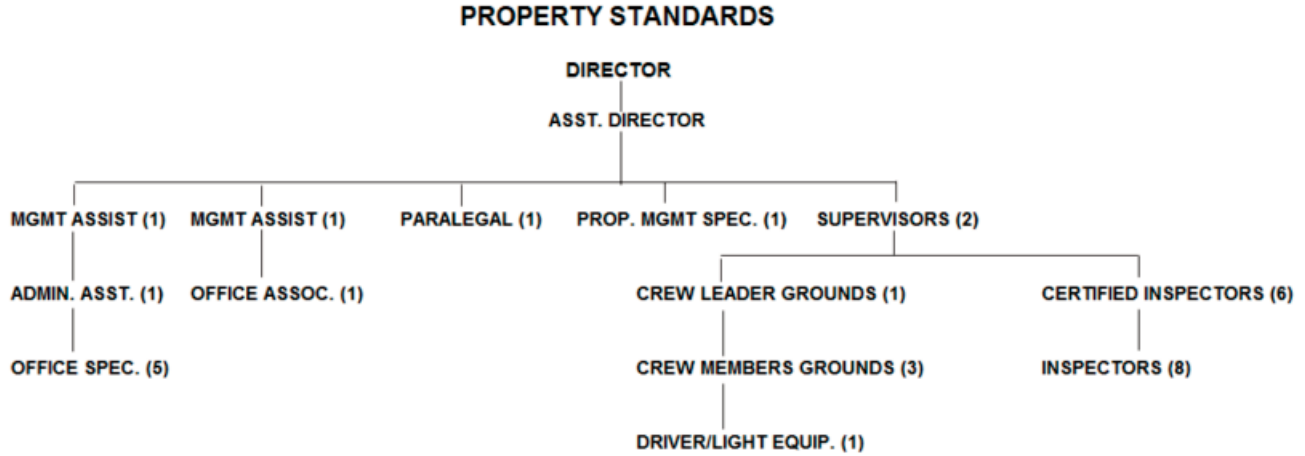 PROPERTY STANDARDS
DIRECTOR
ASST. DIRECTOR
MGMT ASSIST (1) MGMT ASSIST (1) PARALEGAL (1) PROP. MGMT SPEC. (1) SUPERVISORS (2)
ADMIN. ASST. (1) OFFICE ASSOC. (1) CREW LEADER GROUNDS (1) CERTIFIED INSPECTORS (6)
OFFICE SPEC. (5) CREW MEMBERS GROUNDS (3) INSPECTORS (8)
DRIVER/LIGHT EQUIP. (1)